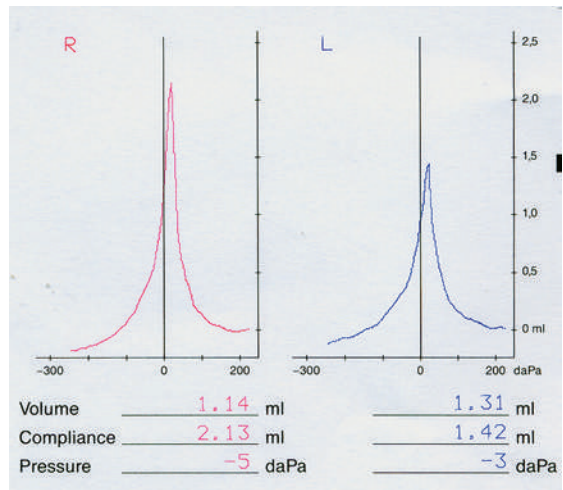 R L 2,5
2,0
1,5
1,0
0,5
0 ml
−300 0 200 −300 0 200 daPa
Volume 1.14 ml 1.31 ml
Compliance 2.13 ml 1.42 ml
Pressure -5 daPa -3 daPa